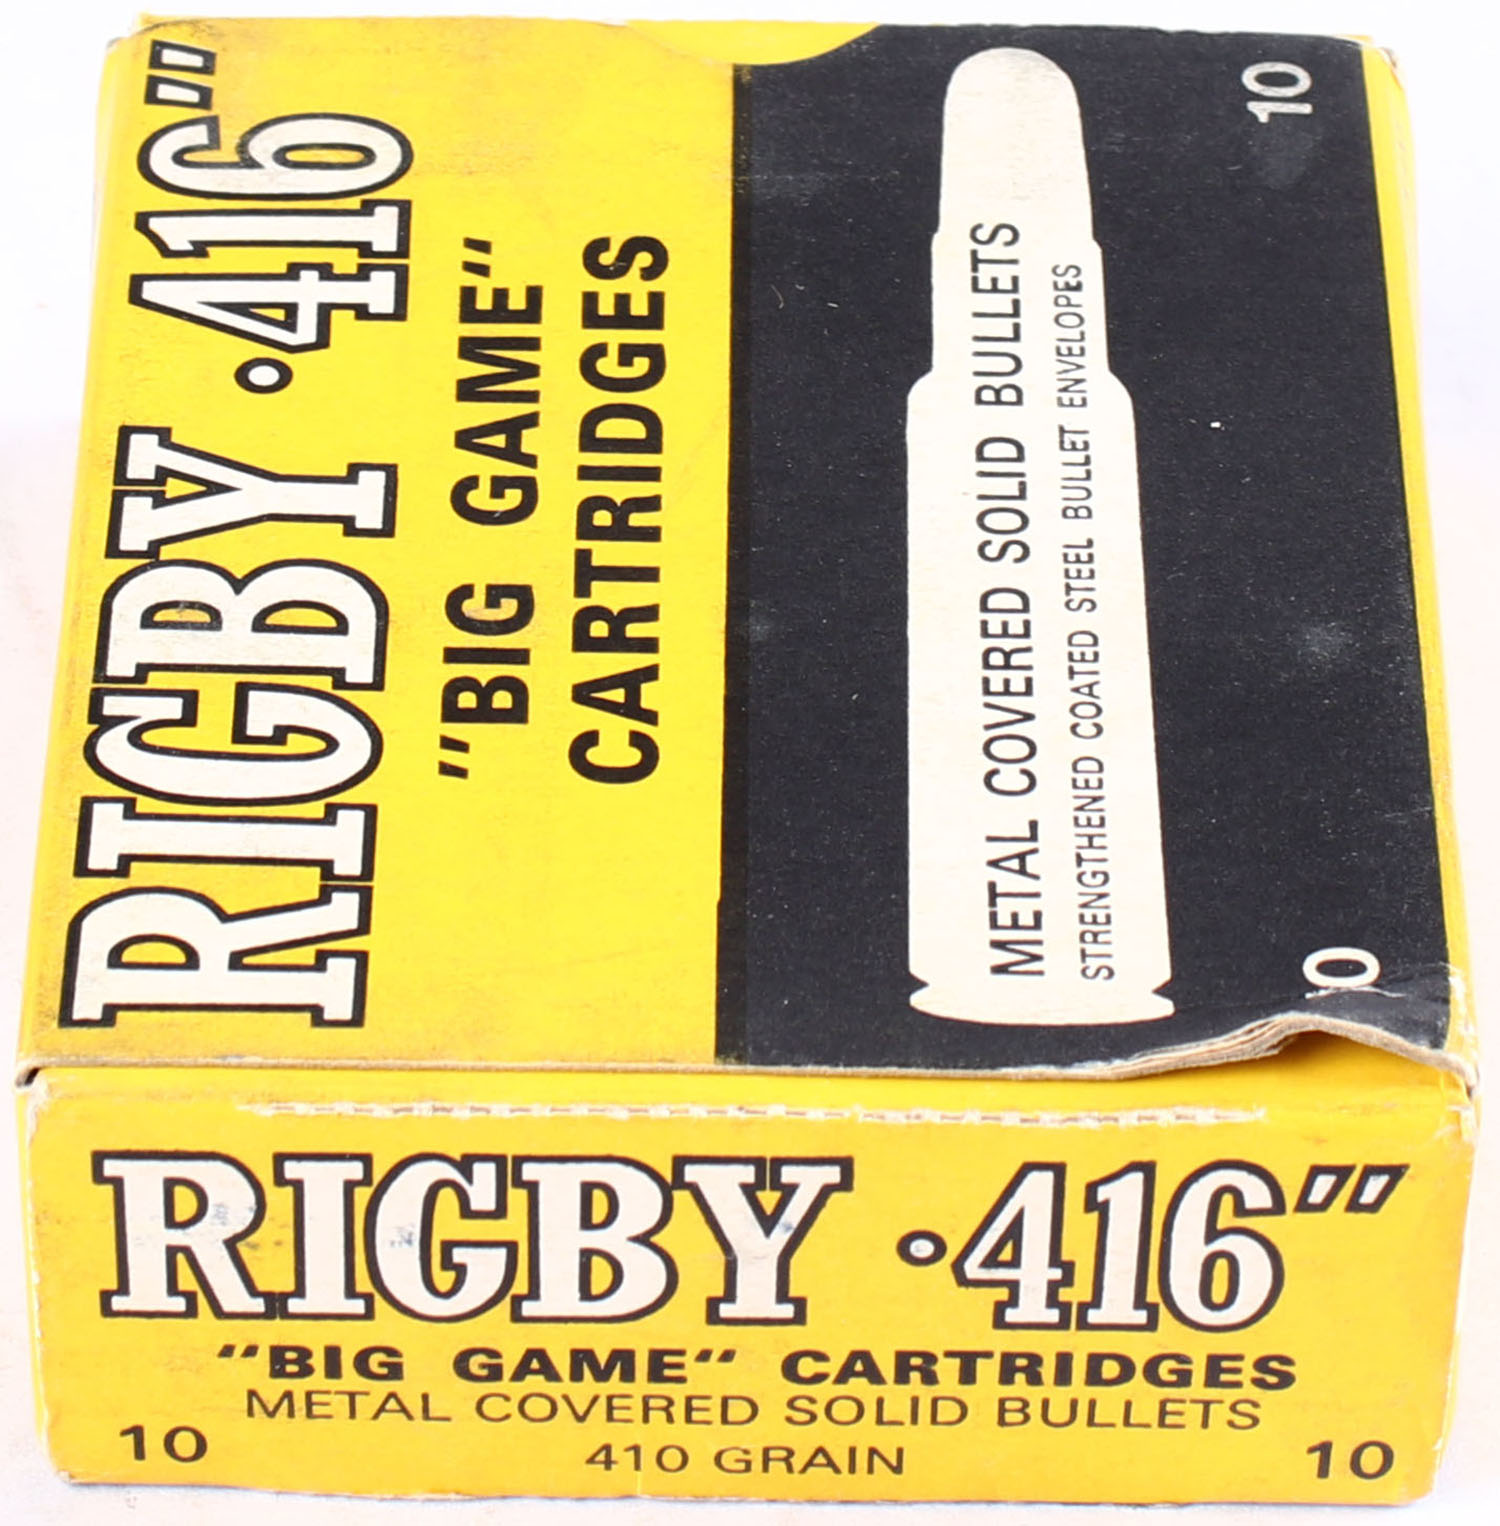 RIGBY ·416"
"BIG GAME"
CARTRIDGES
METAL COVERED SOLID BULLETS
STRENGTHENED COATED STEEL BULLET ENVELOPES
10
10
RIGBY ·416"
"BIG GAME" CARTRIDGES
METAL COVERED SOLID BULLETS
10
410 GRAIN
10